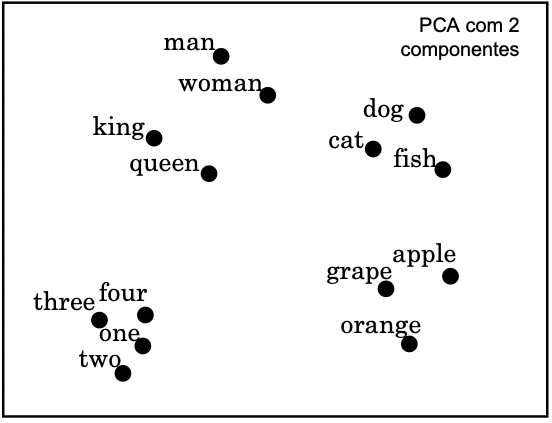 PCA com 2
componentes
man
woman
dog
king
cat
queen
fish
apple
grape
four
three
orange
one
two